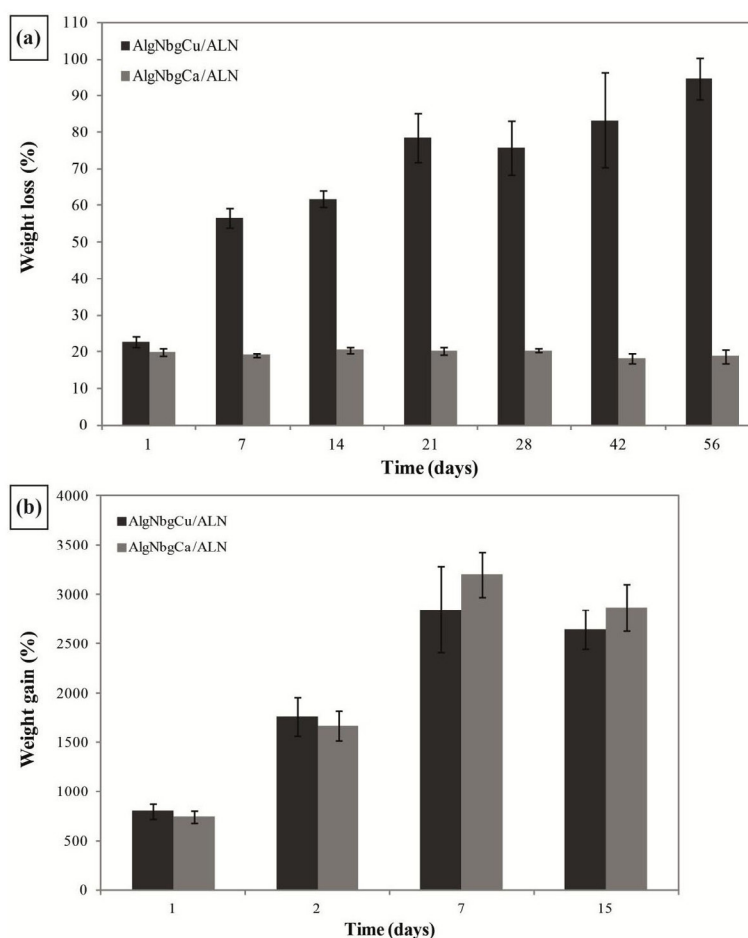 (a)
AlgNbgCu/ALN
AlgNbgCa/ALN
Weight loss (%)
110
100
90
80
70
60
50
40
30
20
10
0
1 7 14 21 28 42 56
Time (days)
(b)
AlgNbgCu/ALN
AlgNbgCa/ALN
Weight gain (%)
4000
3500
3000
2500
2000
1500
1000
500
0
1 2 7 15
Time (days)